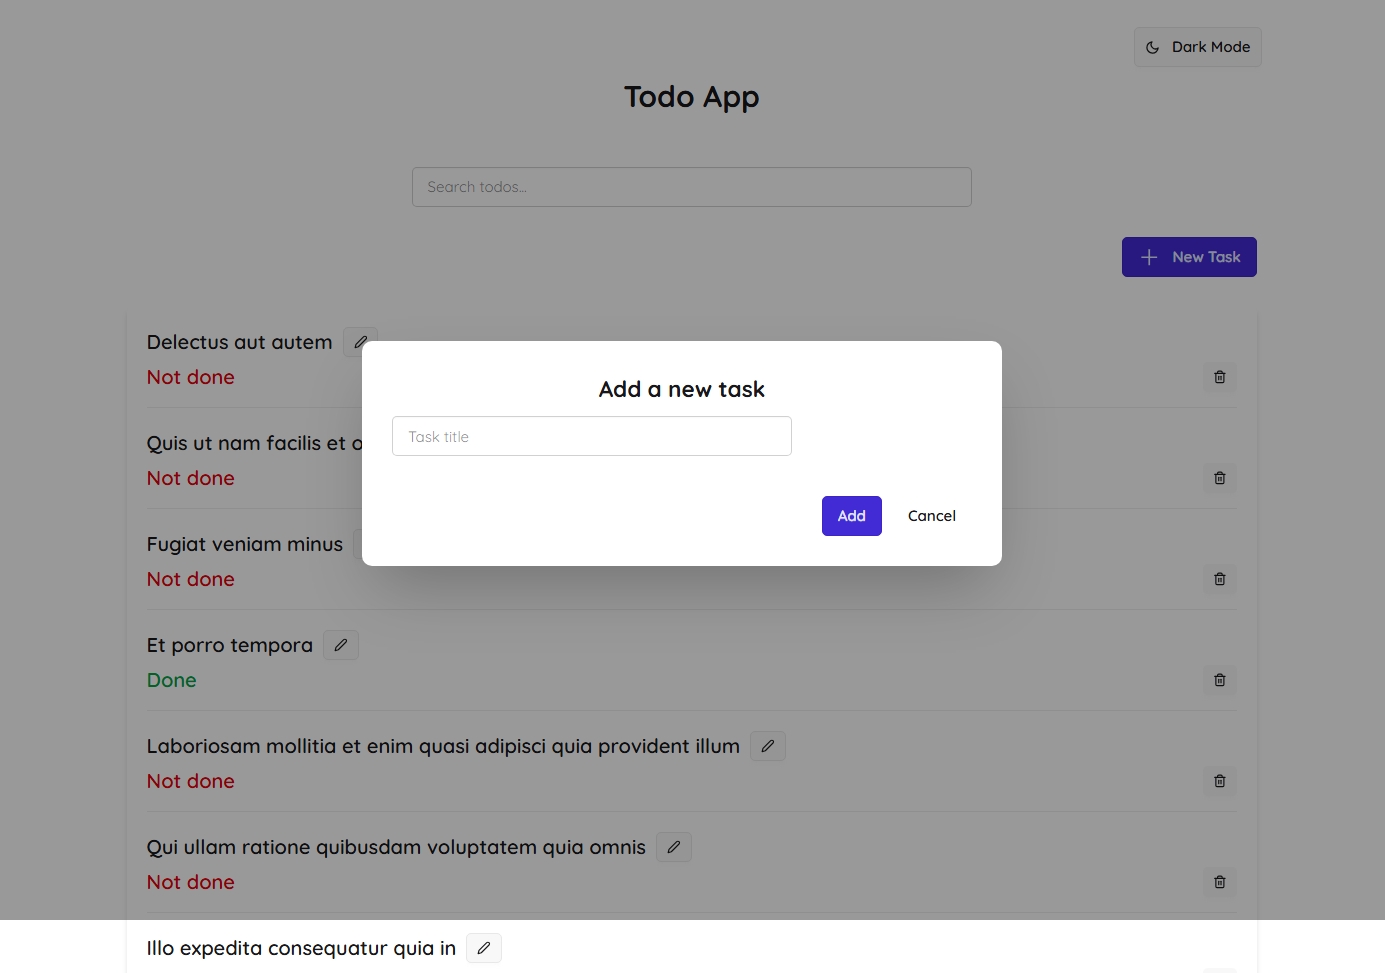 Dark Mode
Todo App
Search todos...
New Task
Delectus aut autem
Not done
Add a new task
Task title
Quis ut nam facilis et
Not done
Add
Cancel
Fugiat veniam minus
Not done
Et porro tempora
Done
Laboriosam mollitia et enim quasi adipisci quia provident illum
Not done
Qui ullam ratione quibusdam voluptatem quia omnis
Not done
Illo expedita consequatur quia in